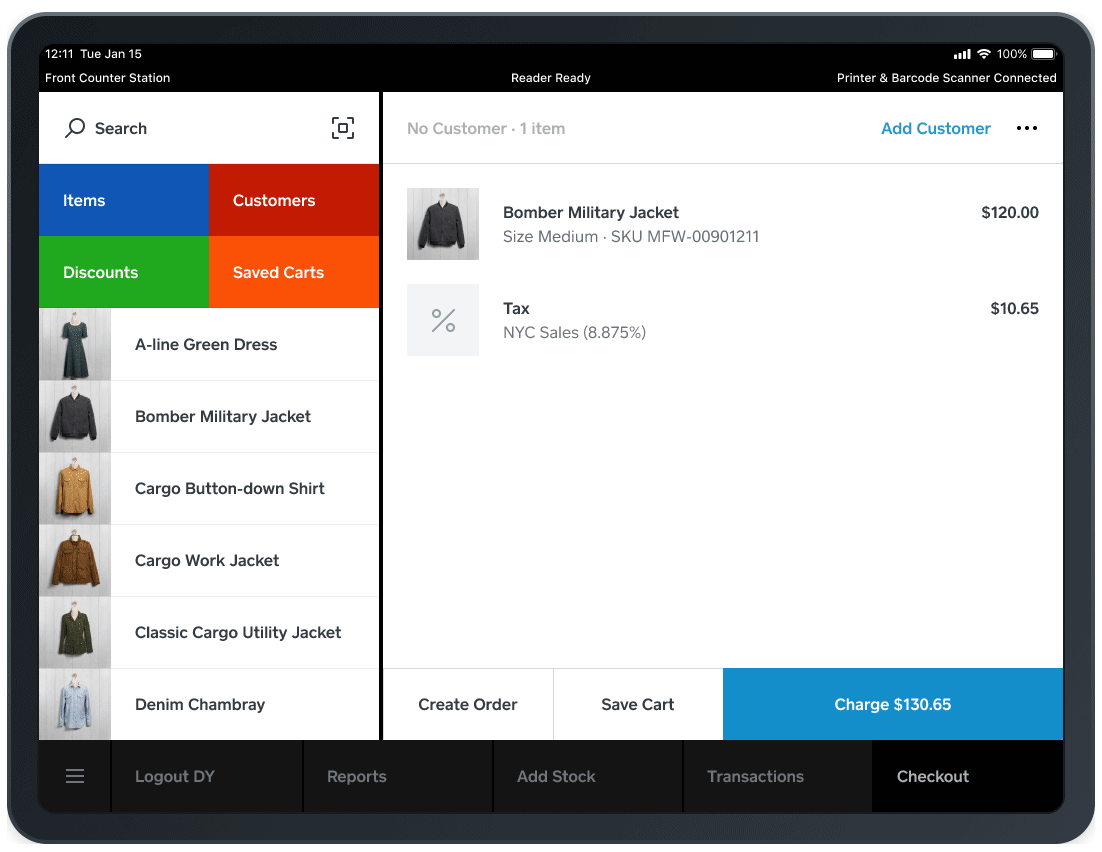 12:11 Tue Jan 15
100%
Front Counter Station
Reader Ready
Printer & Barcode Scanner Connected
Search
Items
Customers
Discounts
Saved Carts
A-line Green Dress
Bomber Military Jacket
Cargo Button-down Shirt
Cargo Work Jacket
Classic Cargo Utility Jacket
Denim Chambray
No Customer · 1 item
Add Customer
Bomber Military Jacket
$120.00
Size Medium · SKU MFW-00901211
%
Tax
$10.65
NYC Sales (8.875%)
Create Order
Save Cart
Charge $130.65
Logout DY
Reports
Add Stock
Transactions
Checkout